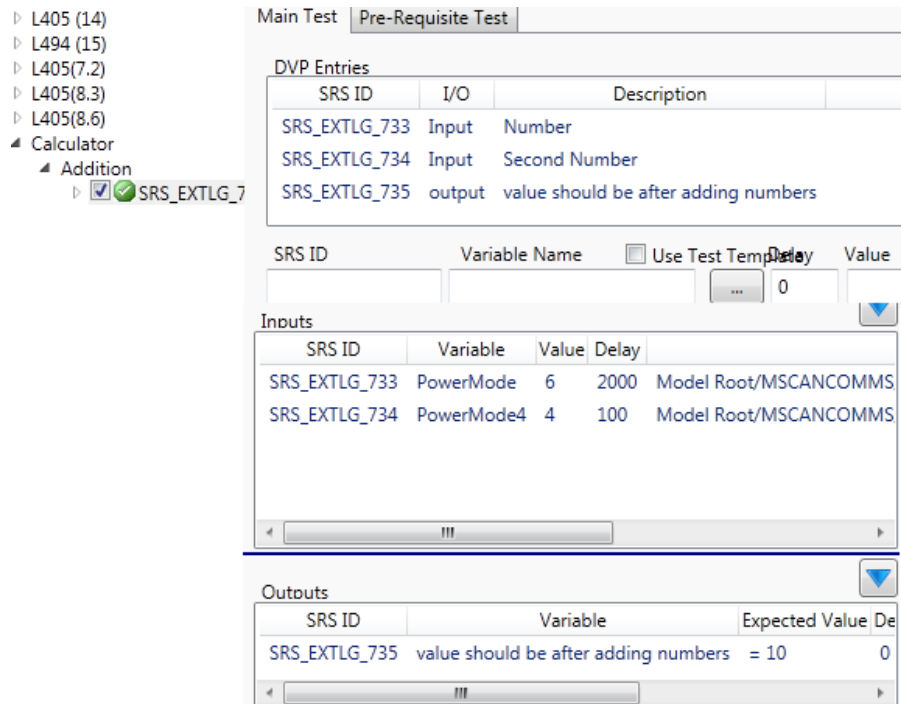 L405 (14)
L494 (15)
L405(7.2)
L405(8.3)
L405(8.6)
Calculator
Addition
SRS_EXTLG_7
Main Test Pre-Requisite Test
DVP Entries
SRS ID I/O Description
SRS_EXTLG_733 Input Number
SRS_EXTLG_734 Input Second Number
SRS_EXTLG_735 output value should be after adding numbers
SRS ID Variable Name Use Test Template Delay Value
... 0
Inputs
SRS ID Variable Value Delay
SRS_EXTLG_733 PowerMode 6 2000 Model Root/MSCANCOMMS
SRS_EXTLG_734 PowerMode4 4 100 Model Root/MSCANCOMMS
Outputs
SRS ID Variable Expected Value De
SRS_EXTLG_735 value should be after adding numbers = 10 0